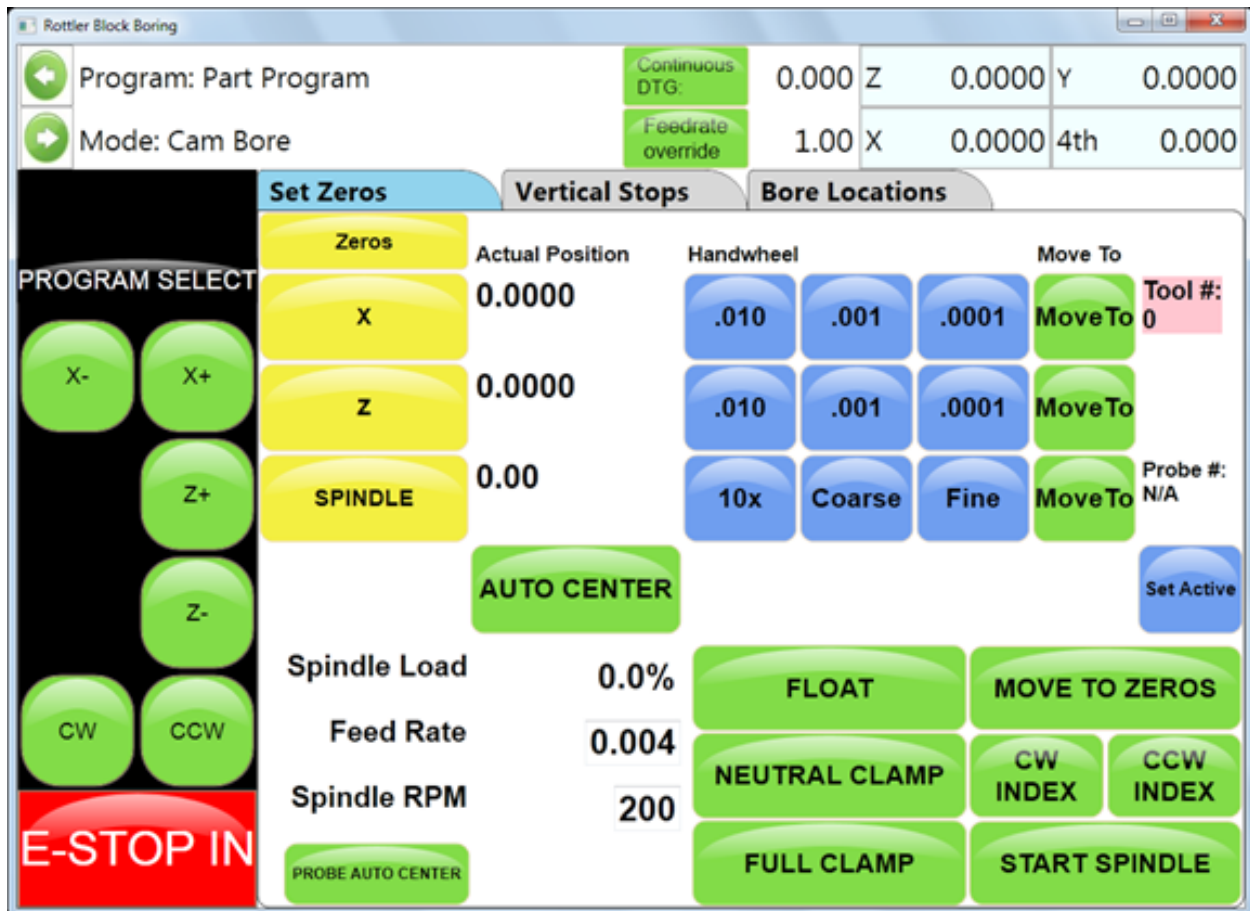 Rottler Block Boring
Program: Part Program
Continuous DTG: 0.000 Z 0.0000 Y 0.0000
Mode: Cam Bore
Feedrate override 1.00 X 0.0000 4th 0.000
Set Zeros Vertical Stops Bore Locations
PROGRAM SELECT
X- X+
Z+
Z-
CW CCW
E-STOP IN
Zeros Actual Position Handwheel Move To
X 0.0000 .010 .001 .0001 MoveTo
Tool #:
0
Z 0.0000 .010 .001 .0001 MoveTo
SPINDLE 0.00 10x Coarse Fine MoveTo
Probe #:
N/A
AUTO CENTER Set Active
Spindle Load 0.0%
Feed Rate 0.004
Spindle RPM 200
PROBE AUTO CENTER
FLOAT MOVE TO ZEROS
NEUTRAL CLAMP
CW INDEX
CCW INDEX
FULL CLAMP START SPINDLE